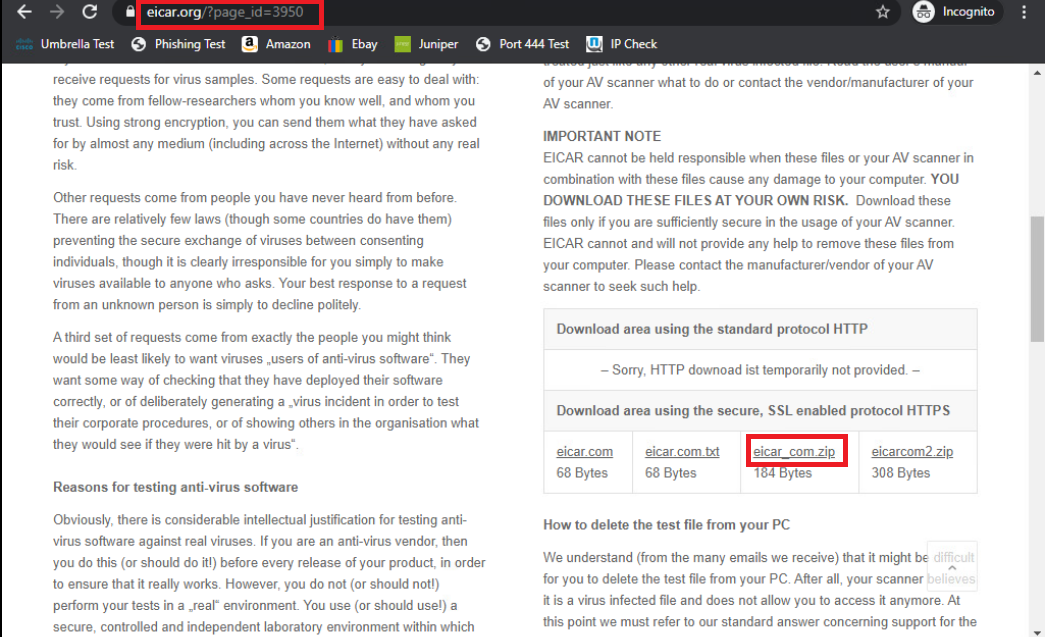 eicar.org/?page_id=3950
Incognito
Umbrella Test Phishing Test Amazon Ebay Juniper Port 444 Test IP Check
receive requests for virus samples. Some requests are easy to deal with:
they come from fellow-researchers whom you know well, and whom you
trust. Using strong encryption, you can send them what they have asked
for by almost any medium (including across the Internet) without any real
risk.
Other requests come from people you have never heard from before.
There are relatively few laws (though some countries do have them)
preventing the secure exchange of viruses between consenting
individuals, though it is clearly irresponsible for you simply to make
viruses available to anyone who asks. Your best response to a request
from an unknown person is simply to decline politely.
A third set of requests come from exactly the people you might think
would be least likely to want viruses „users of anti-virus software“. They
want some way of checking that they have deployed their software
correctly, or of deliberately generating a „virus incident in order to test
their corporate procedures, or of showing others in the organisation what
they would see if they were hit by a virus“.
Reasons for testing anti-virus software
Obviously, there is considerable intellectual justification for testing anti-
virus software against real viruses. If you are an anti-virus vendor, then
you do this (or should do it!) before every release of your product, in order
to ensure that it really works. However, you do not (or should not!)
perform your tests in a „real“ environment. You use (or should use!) a
secure, controlled and independent laboratory environment within which
of your AV scanner what to do or contact the vendor/manufacturer of your
AV scanner.
IMPORTANT NOTE
EICAR cannot be held responsible when these files or your AV scanner in
combination with these files cause any damage to your computer. YOU
DOWNLOAD THESE FILES AT YOUR OWN RISK. Download these
files only if you are sufficiently secure in the usage of your AV scanner.
EICAR cannot and will not provide any help to remove these files from
your computer. Please contact the manufacturer/vendor of your AV
scanner to seek such help.
Download area using the standard protocol HTTP
– Sorry, HTTP downoad ist temporarily not provided. –
Download area using the secure, SSL enabled protocol HTTPS
eicar.com eicar.com.txt eicar_com.zip eicarcom2.zip
68 Bytes 68 Bytes 184 Bytes 308 Bytes
How to delete the test file from your PC
We understand (from the many emails we receive) that it might be difficult
for you to delete the test file from your PC. After all, your scanner believes
it is a virus infected file and does not allow you to access it anymore. At
this point we must refer to our standard answer concerning support for the